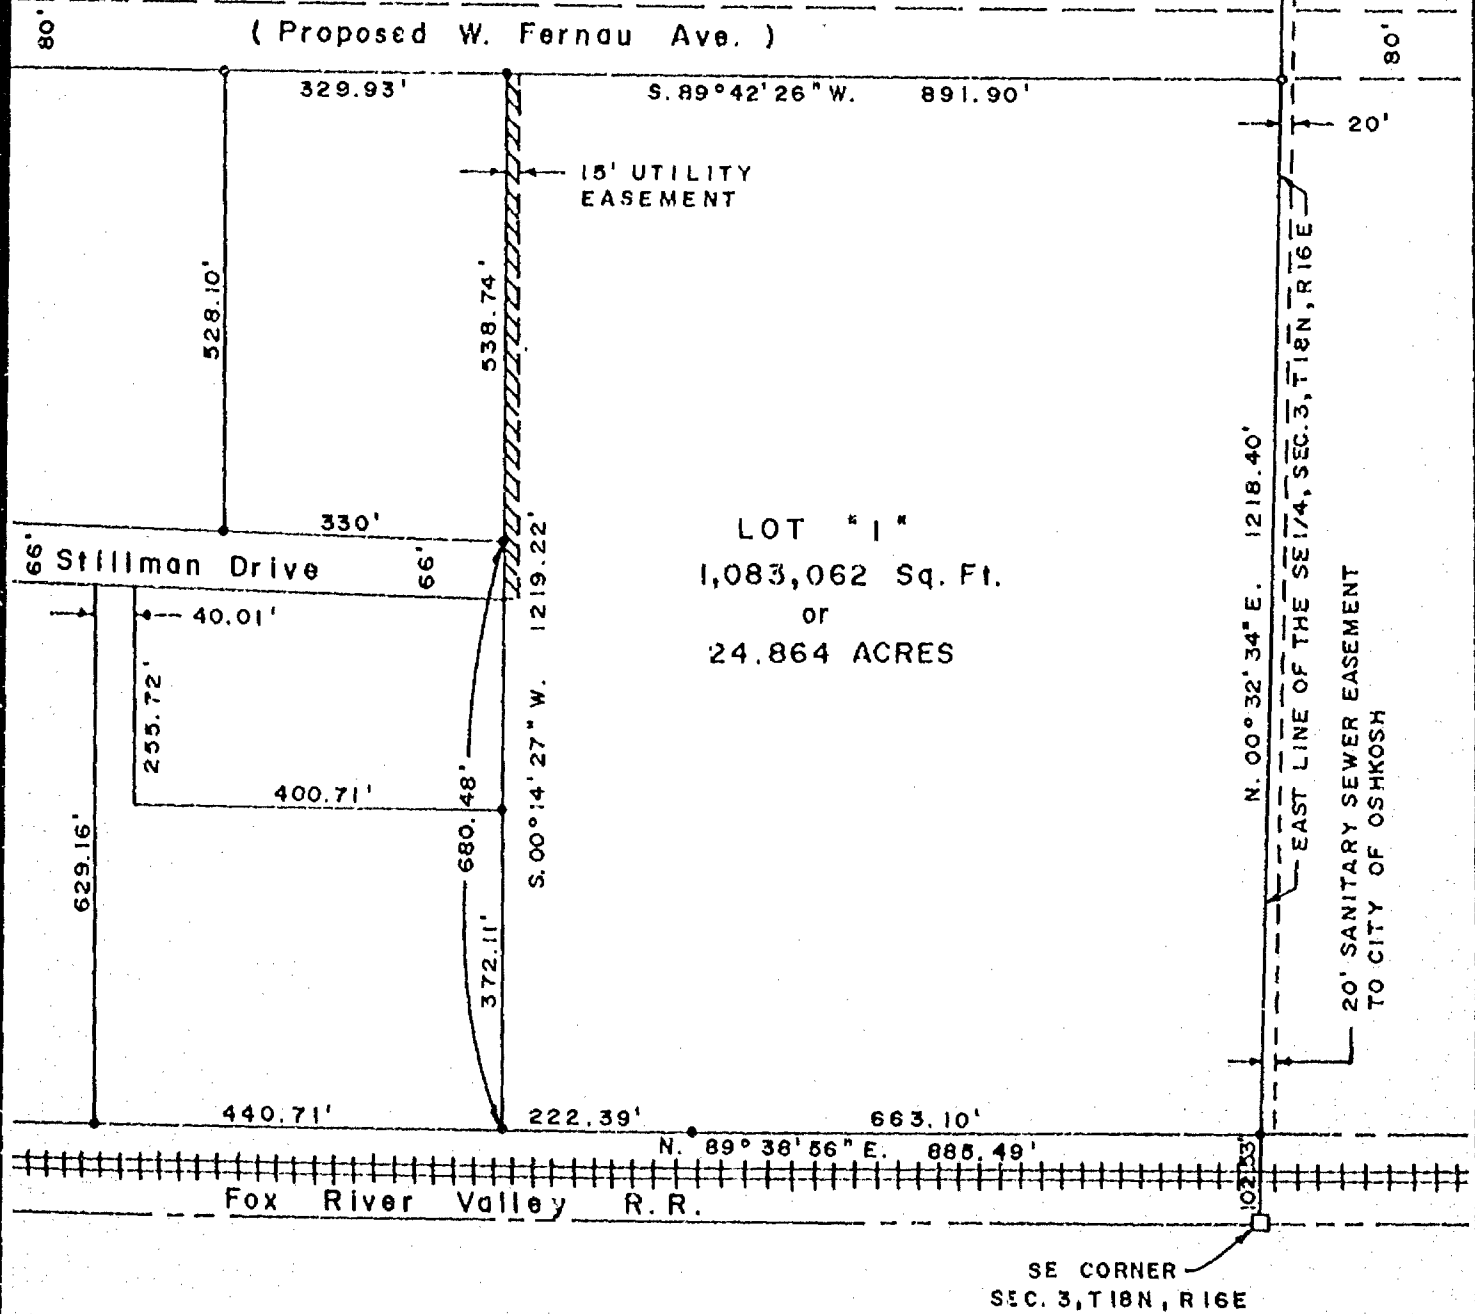 80'
( Proposed W. Fernau Ave. )
80'
329.93'
S. 89°42'26" W. 891.90'
20'
15' UTILITY
EASEMENT
528.10'
538.74'
330'
66'
Stillman Drive
66'
40.01'
255.72'
400.71'
629.16'
680.48'
372.11'
S. 00°14'27" W. 1219.22'
LOT "1"
1,083,062 Sq. Ft.
or
24.864 ACRES
N. 00°32'34" E. 1218.40'
EAST LINE OF THE SE1/4, SEC. 3, T18N, R16E
20' SANITARY SEWER EASEMENT
TO CITY OF OSHKOSH
440.71'
222.39'
663.10'
N. 89°38'56" E. 885.49'
102.53'
Fox River Valley R.R.
SE CORNER
SEC. 3, T18N, R16E